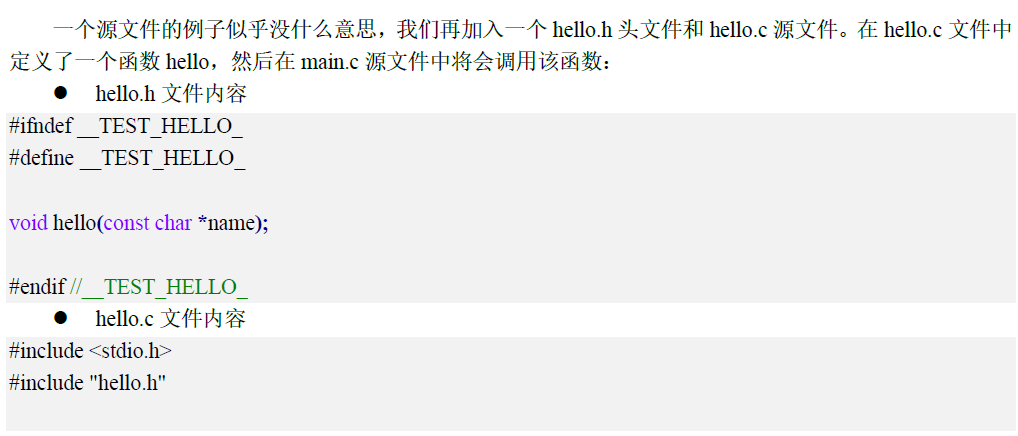 一个源文件的例子似乎没什么意思，我们再加入一个 hello.h 头文件和 hello.c 源文件。在 hello.c 文件中
定义了一个函数 hello，然后在 main.c 源文件中将会调用该函数：
● hello.h 文件内容
#ifndef __TEST_HELLO_
#define __TEST_HELLO_
void hello(const char *name);
#endif //__TEST_HELLO_
● hello.c 文件内容
#include <stdio.h>
#include "hello.h"